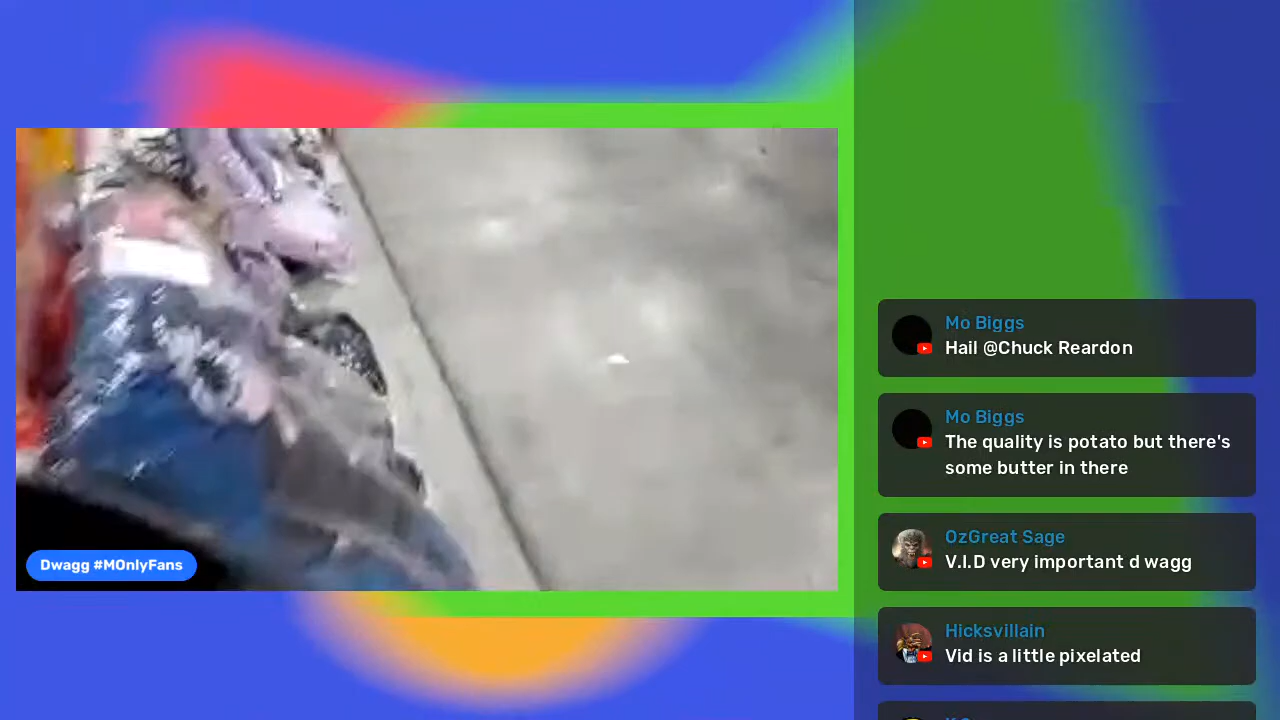 Dwagg #MOnlyFans
Mo Biggs
Hail @Chuck Reardon
Mo Biggs
The quality is potato but there's
some butter in there
OzGreat Sage
V.I.D very important d wagg
Hicksvillain
Vid is a little pixelated